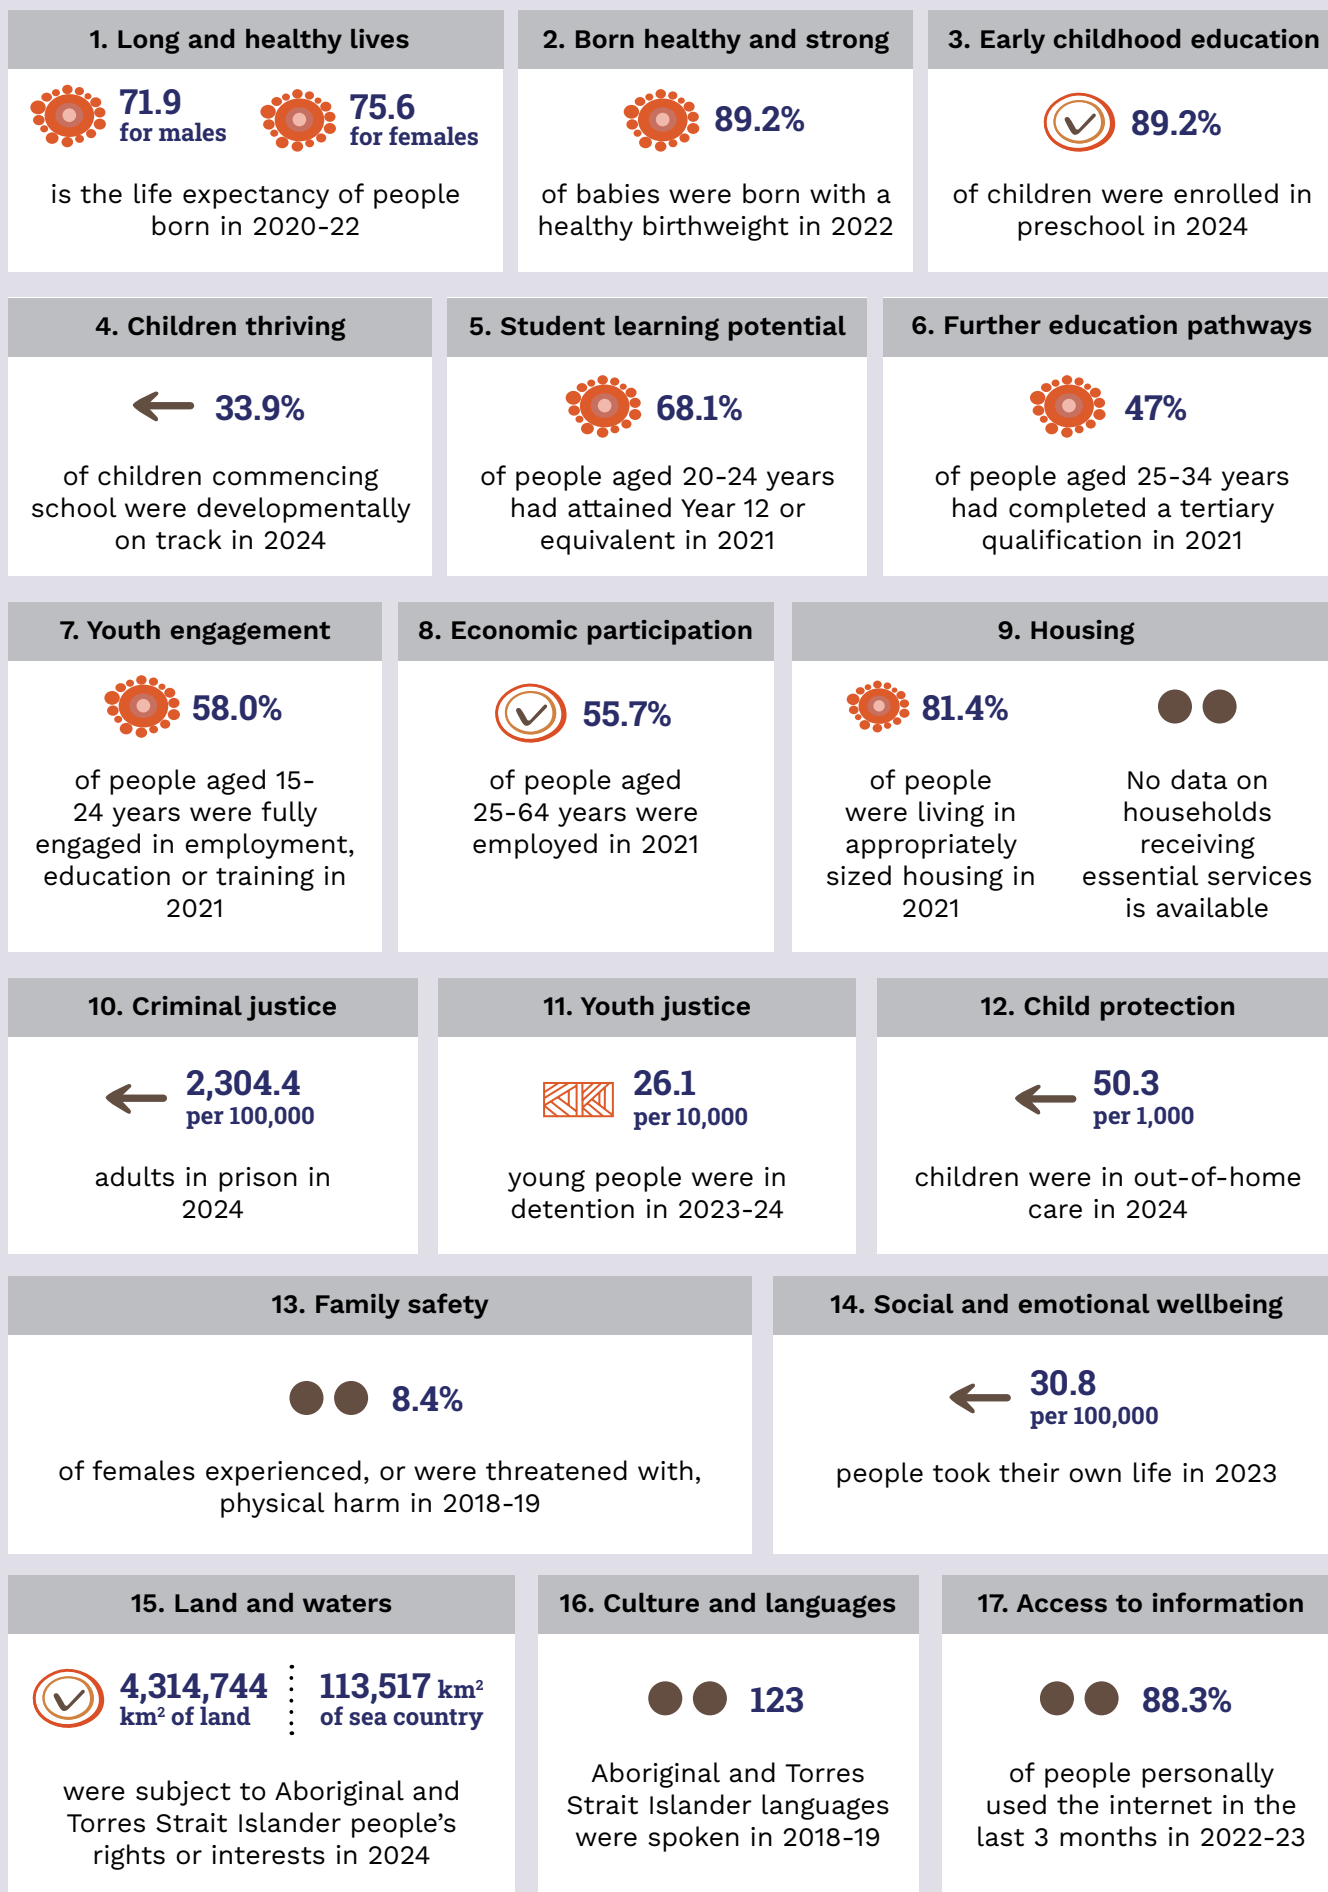 1. Long and healthy lives
71.9
for males
75.6
for females
is the life expectancy of people
born in 2020-22
2. Born healthy and strong
89.2%
of babies were born with a
healthy birthweight in 2022
3. Early childhood education
89.2%
of children were enrolled in
preschool in 2024
4. Children thriving
33.9%
of children commencing
school were developmentally
on track in 2024
5. Student learning potential
68.1%
of people aged 20-24 years
had attained Year 12 or
equivalent in 2021
6. Further education pathways
47%
of people aged 25-34 years
had completed a tertiary
qualification in 2021
7. Youth engagement
58.0%
of people aged 15-
24 years were fully
engaged in employment,
education or training in
2021
8. Economic participation
55.7%
of people aged
25-64 years were
employed in 2021
9. Housing
81.4%
of people
were living in
appropriately
sized housing in
2021
No data on
households
receiving
essential services
is available
10. Criminal justice
2,304.4
per 100,000
adults in prison in
2024
11. Youth justice
26.1
per 10,000
young people were in
detention in 2023-24
12. Child protection
50.3
per 1,000
children were in out-of-home
care in 2024
13. Family safety
8.4%
of females experienced, or were threatened with,
physical harm in 2018-19
14. Social and emotional wellbeing
30.8
per 100,000
people took their own life in 2023
15. Land and waters
4,314,744
km² of land
113,517 km²
of sea country
were subject to Aboriginal and
Torres Strait Islander people's
rights or interests in 2024
16. Culture and languages
123
Aboriginal and Torres
Strait Islander languages
were spoken in 2018-19
17. Access to information
88.3%
of people personally
used the internet in the
last 3 months in 2022-23